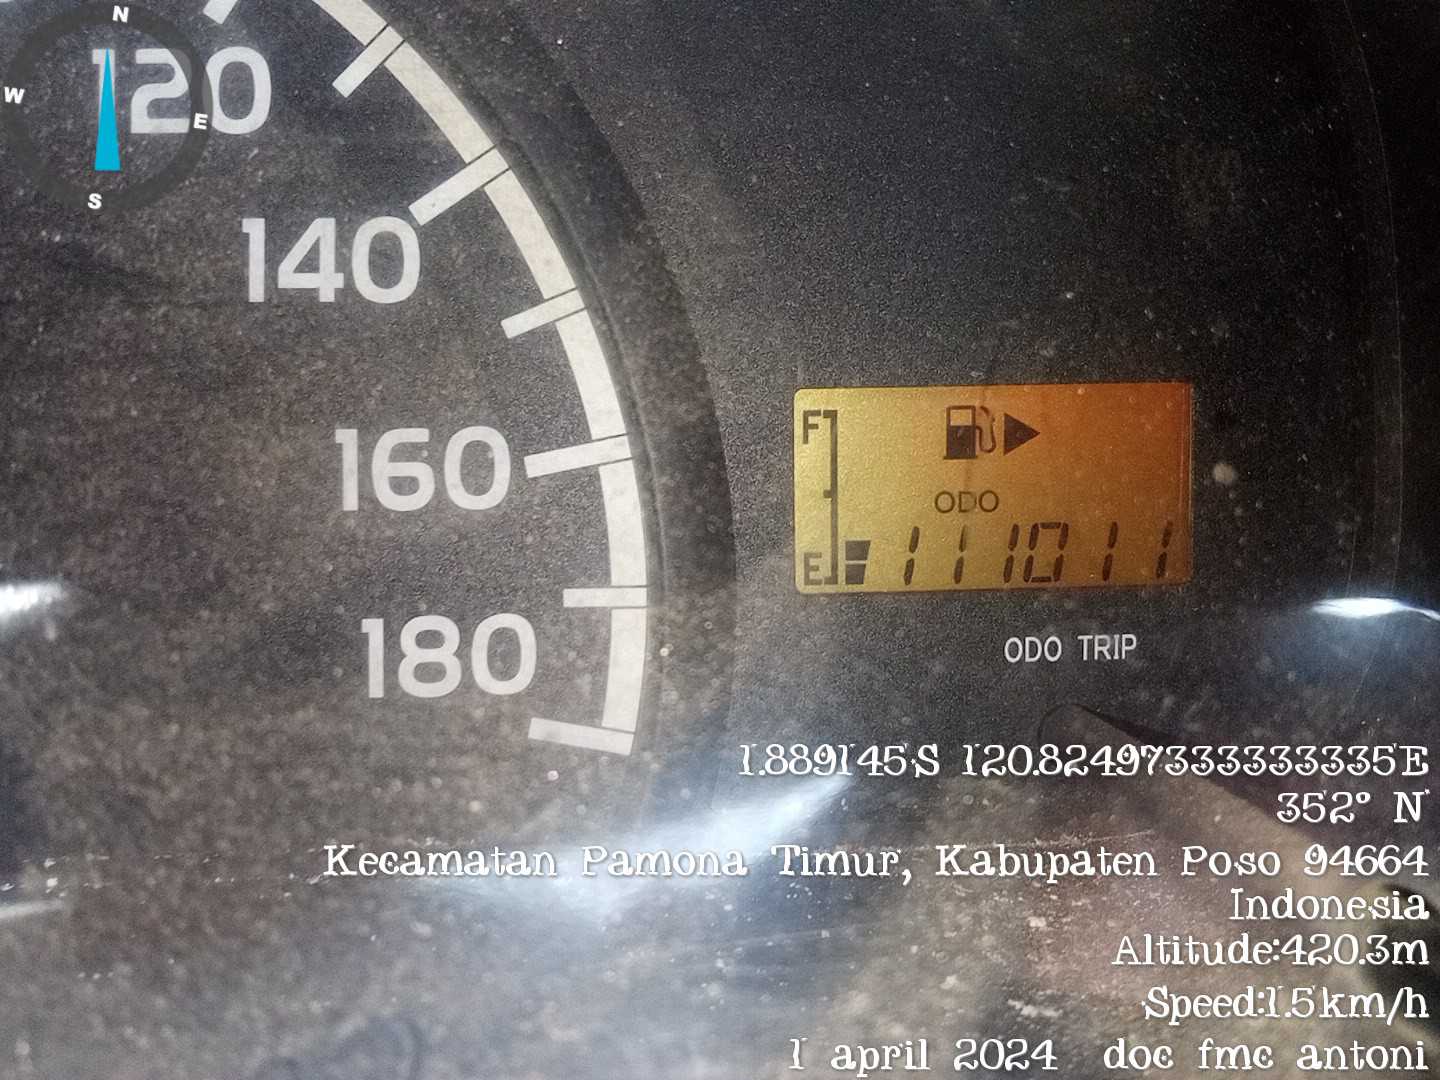 N
W
E
S
120
140
160
180
F
ODO
E
111011
ODO TRIP
1.889145S 120.82497333333335E
352° N
Kecamatan Pamona Timur, Kabupaten Poso 94664
Indonesia
Altitude:420.3m
Speed:1.5km/h
1 april 2024 doc fmc antoni